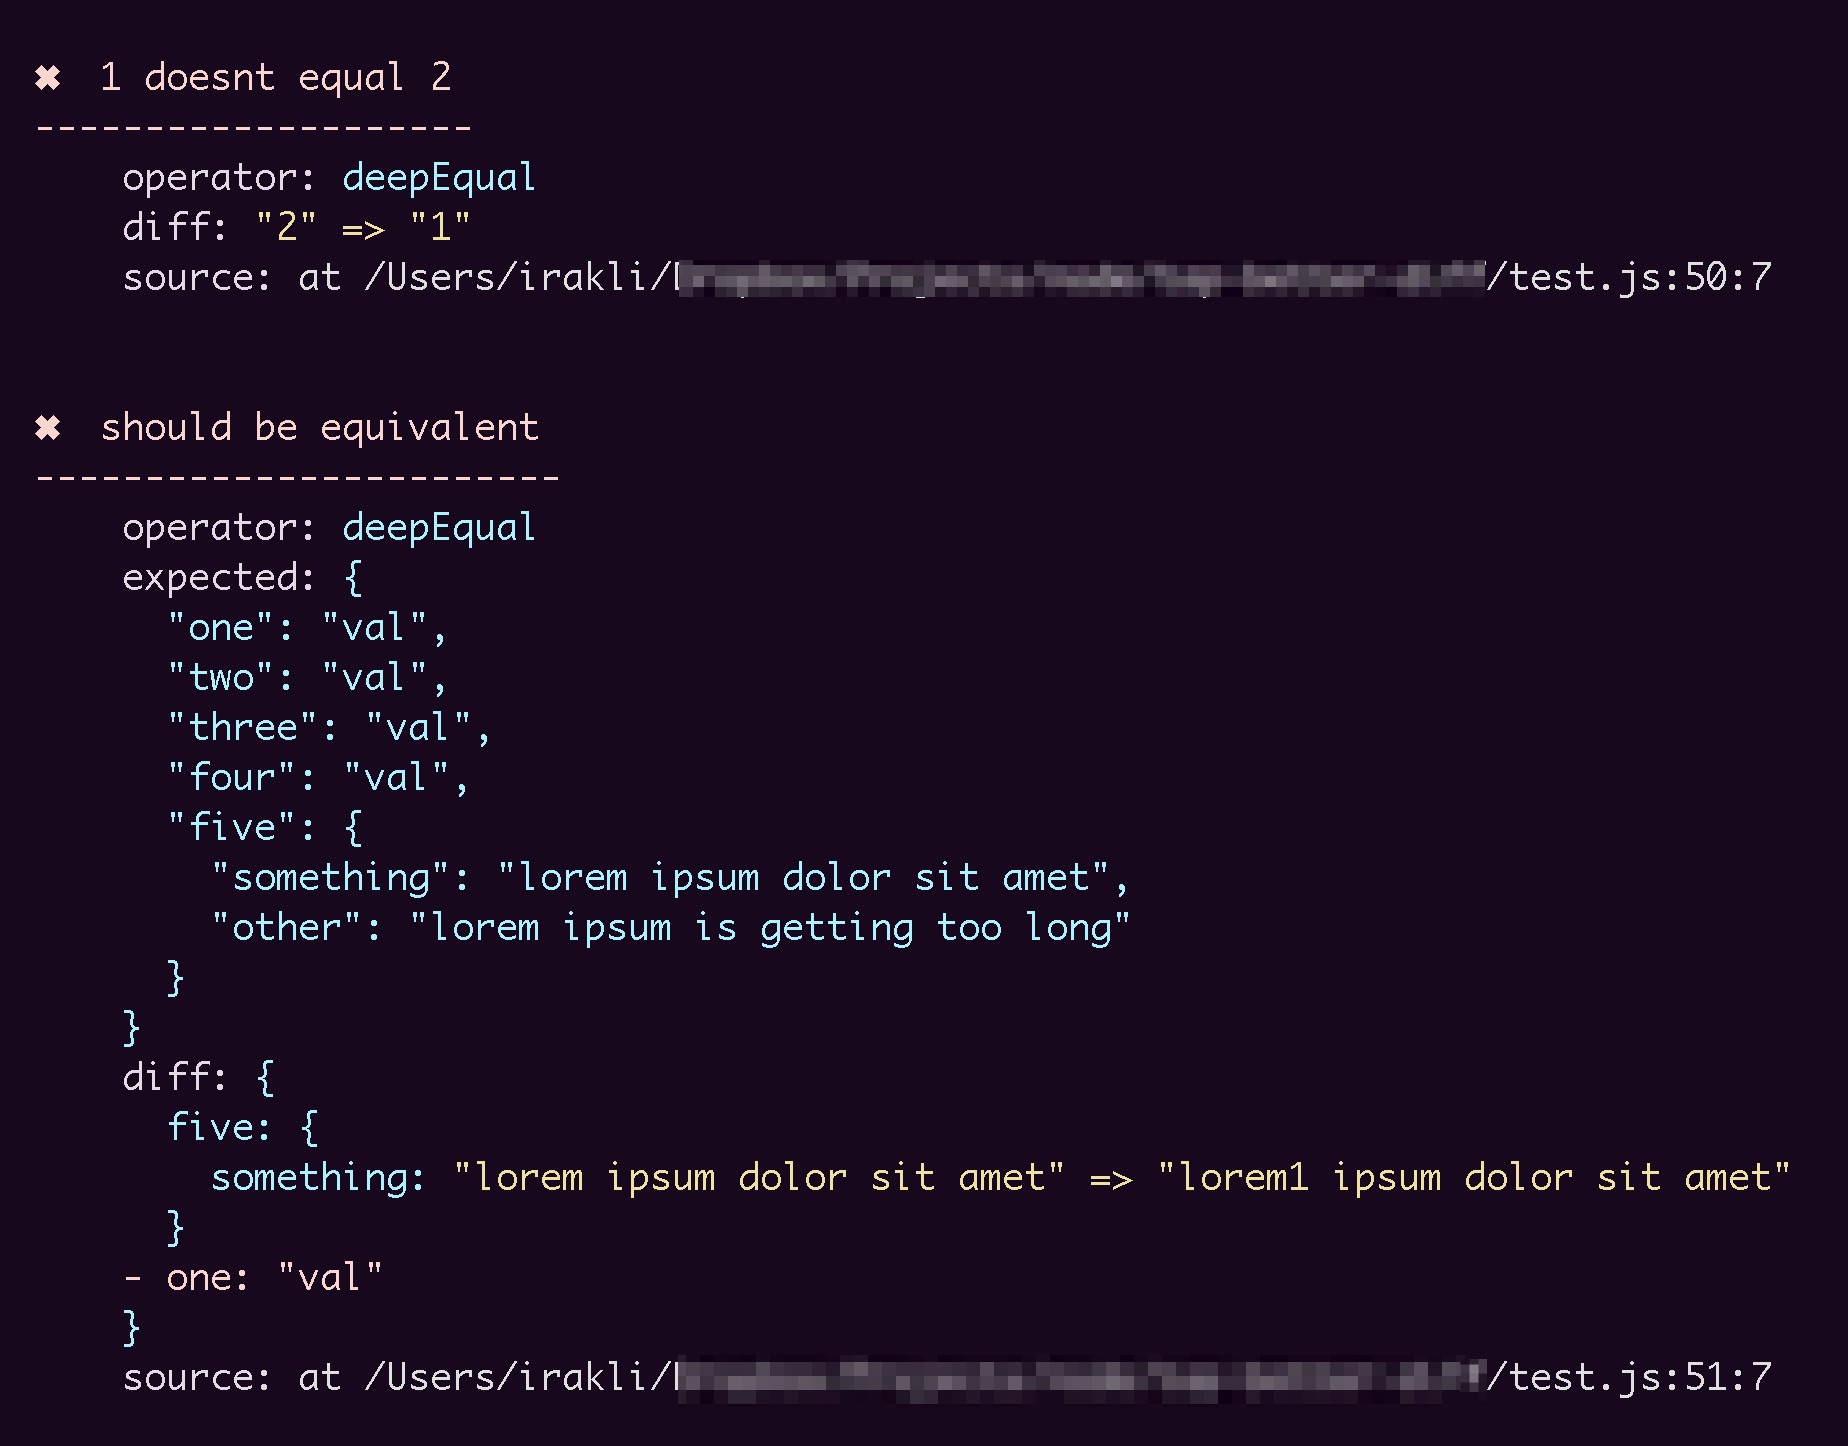 ✖  1 doesnt equal 2
--------------------
    operator: deepEqual
    diff: "2" => "1"
    source: at /Users/irakli/ /test.js:50:7
✖  should be equivalent
------------------------
    operator: deepEqual
    expected: {
      "one": "val",
      "two": "val",
      "three": "val",
      "four": "val",
      "five": {
        "something": "lorem ipsum dolor sit amet",
        "other": "lorem ipsum is getting too long"
      }
    }
    diff: {
      five: {
        something: "lorem ipsum dolor sit amet" => "lorem1 ipsum dolor sit amet"
      }
    - one: "val"
    }
    source: at /Users/irakli/ /test.js:51:7